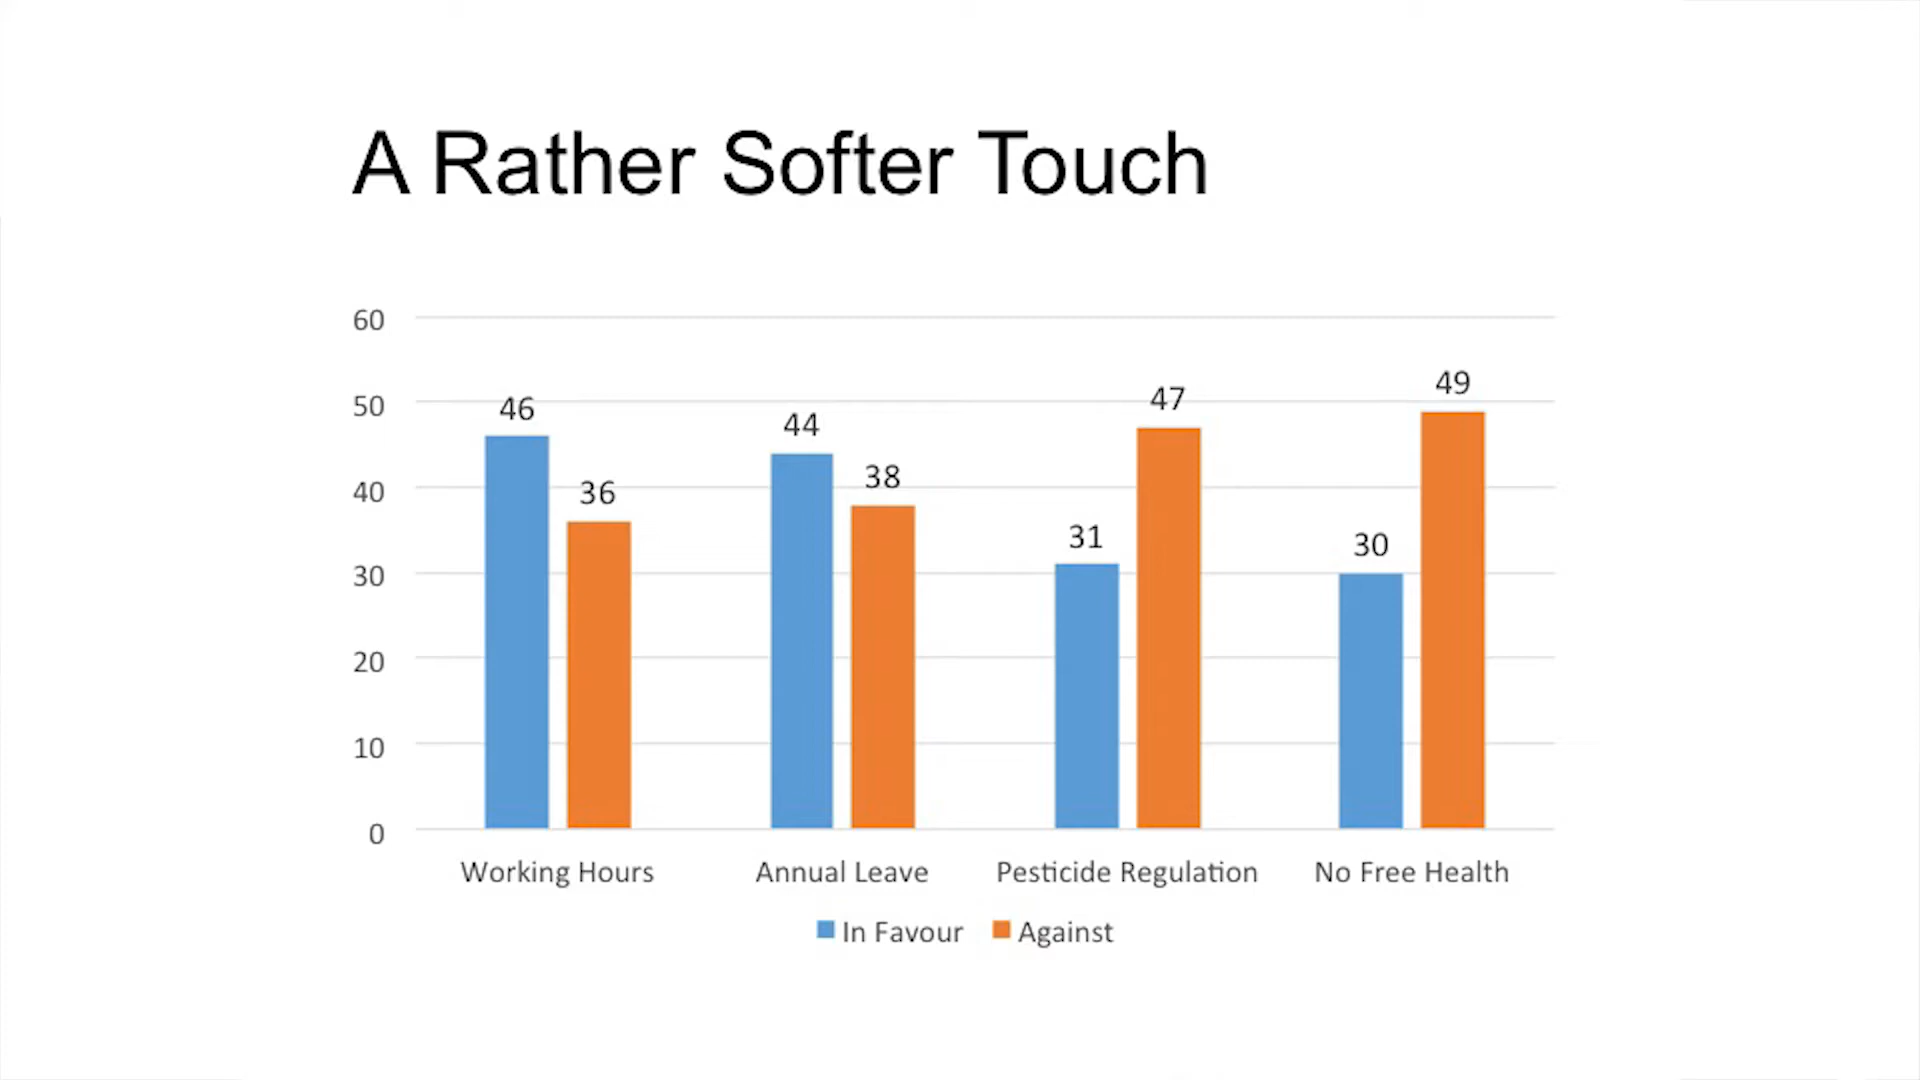 A Rather Softer Touch
60
50
40
30
20
10
0
46
36
44
38
31
47
30
49
Working Hours
Annual Leave
Pesticide Regulation
No Free Health
In Favour
Against